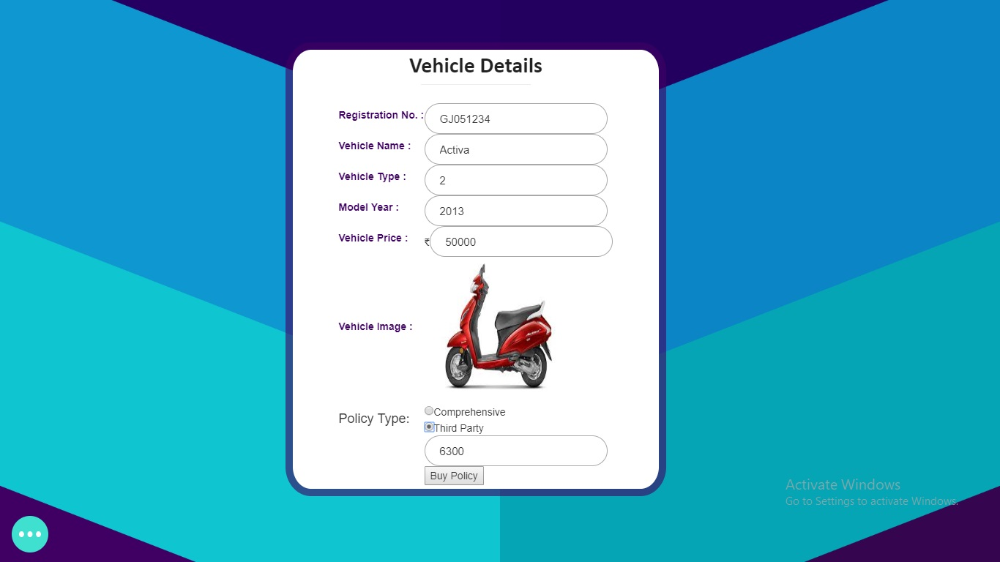 Vehicle Details
Registration No. : GJ051234
Vehicle Name : Activa
Vehicle Type : 2
Model Year : 2013
Vehicle Price : ₹ 50000
Vehicle Image :
Policy Type: Comprehensive
Third Party
6300
Buy Policy
Activate Windows
Go to Settings to activate Windows.